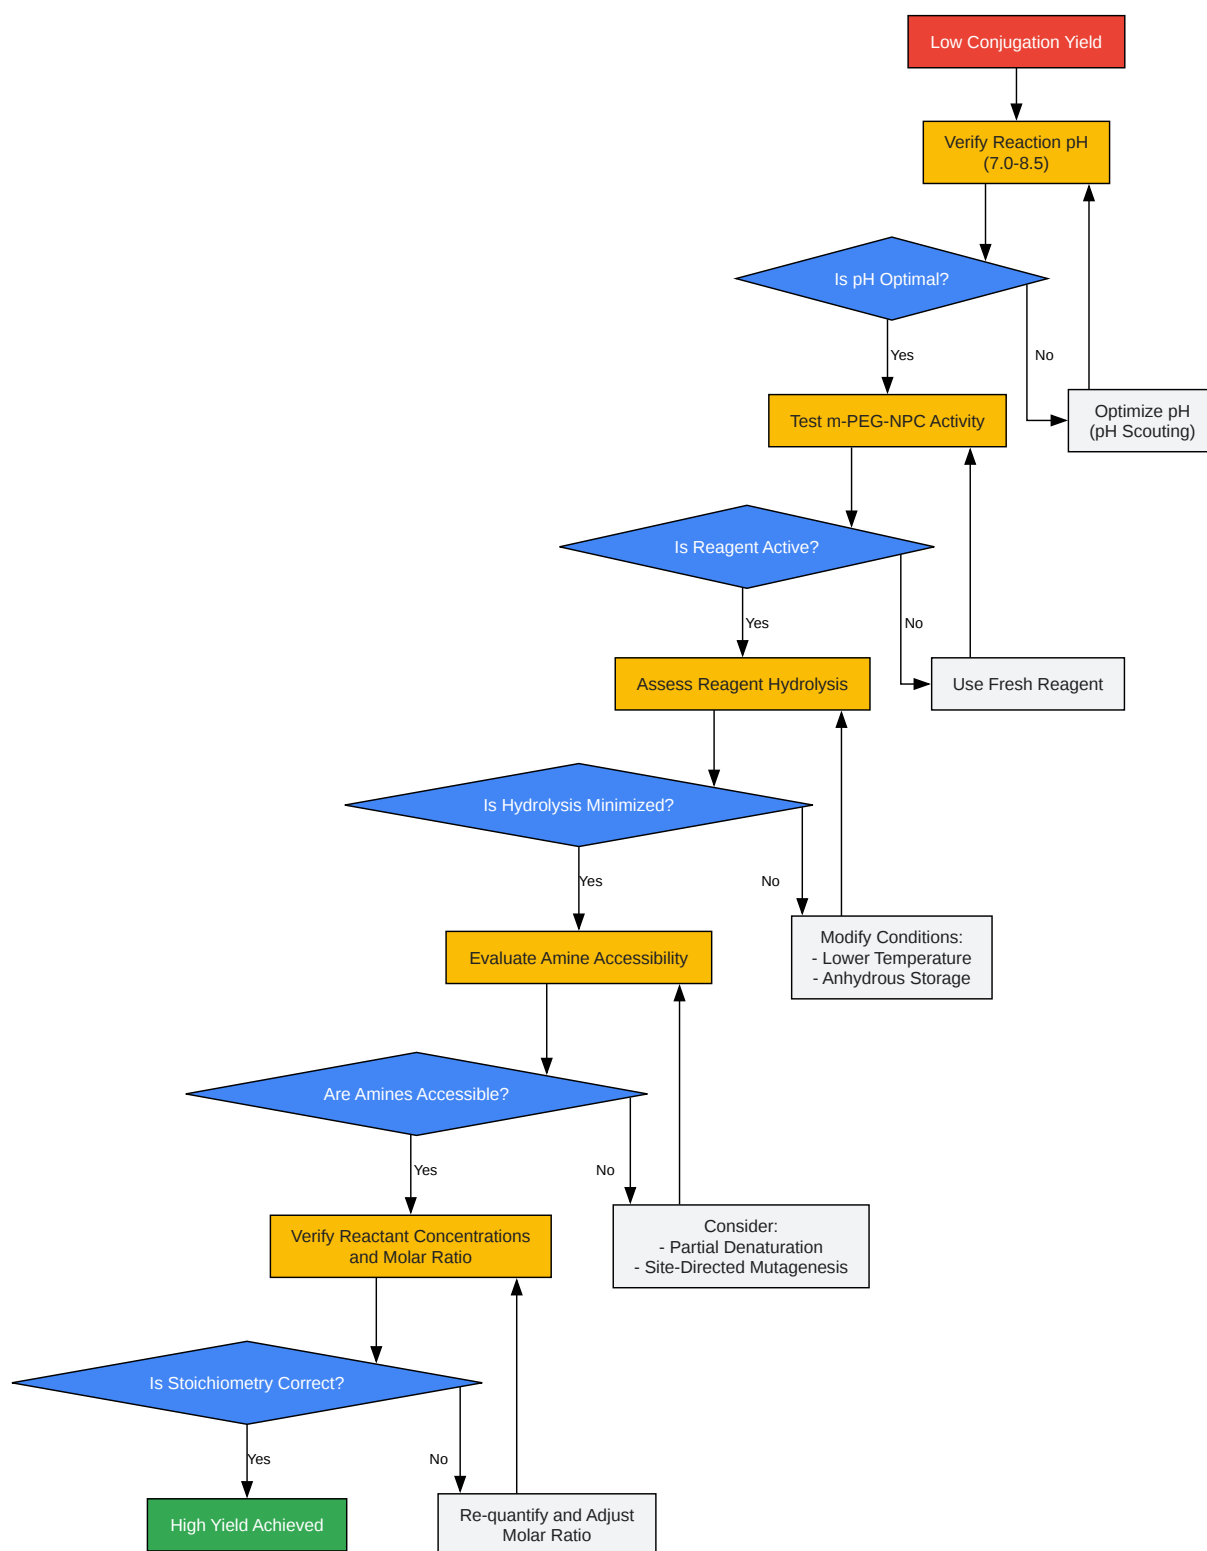 Low Conjugation Yield
Verify Reaction pH
(7.0-8.5)
Is pH Optimal?
Yes
No
Optimize pH
(pH Scouting)
Test m-PEG-NPC Activity
Is Reagent Active?
Yes
No
Use Fresh Reagent
Assess Reagent Hydrolysis
Is Hydrolysis Minimized?
Yes
No
Modify Conditions:
- Lower Temperature
- Anhydrous Storage
Evaluate Amine Accessibility
Are Amines Accessible?
Yes
No
Consider:
- Partial Denaturation
- Site-Directed Mutagenesis
Verify Reactant Concentrations
and Molar Ratio
Is Stoichiometry Correct?
Yes
No
Re-quantify and Adjust
Molar Ratio
High Yield Achieved